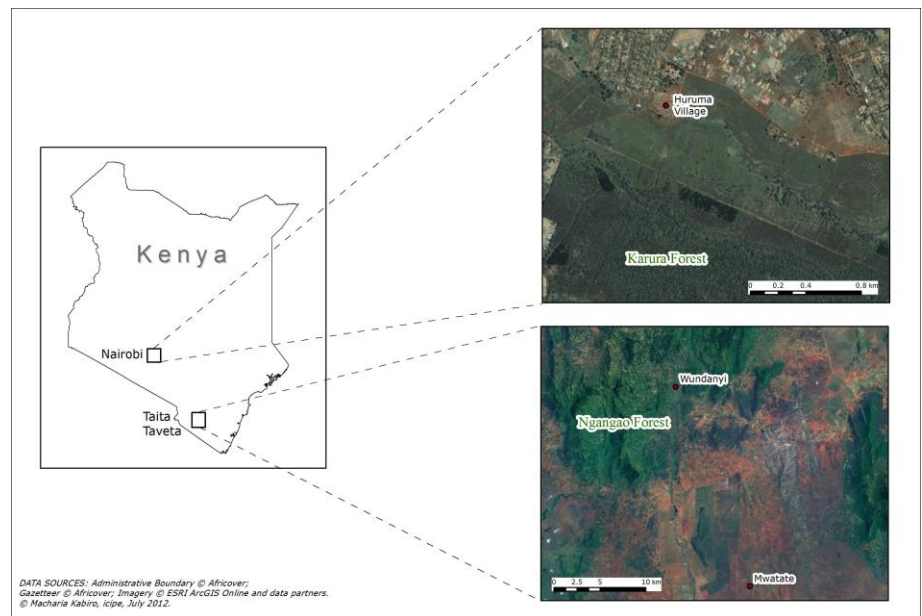 Kenya
Nairobi
Taita
Taveta
Huruma
Village
Karura Forest
0 0.2 0.4 0.8 km
Wundanyi
Ngangao Forest
0 2.5 5 10 km
Mwatate
DATA SOURCES: Administrative Boundary © Africover;
Gazetteer © Africover; Imagery © ESRI ArcGIS Online and data partners.
© Macharia Kabiro, icipe, July 2012.